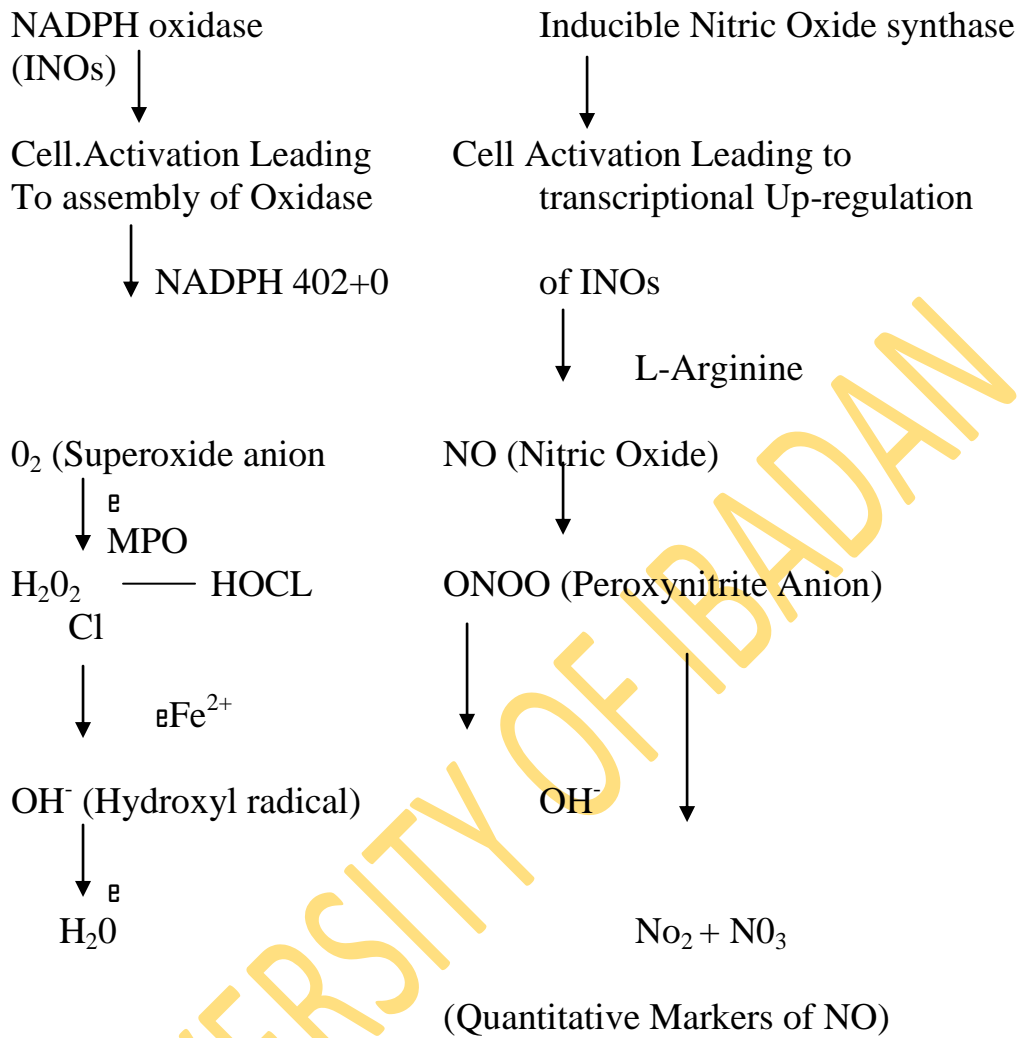 NADPH oxidase Inducible Nitric Oxide synthase
(INOs)
Cell.Activation Leading Cell Activation Leading to
To assembly of Oxidase transcriptional Up-regulation
NADPH 402+0 of INOs
L-Arginine
0₂ (Superoxide anion NO (Nitric Oxide)
e
MPO
H₂0₂ HOCL ONOO (Peroxynitrite Anion)
Cl
eFe²⁺
OH⁻ (Hydroxyl radical) OH⁻
e
H₂0 No₂ + N0₃
(Quantitative Markers of NO)
VERSITY OF IBADAN